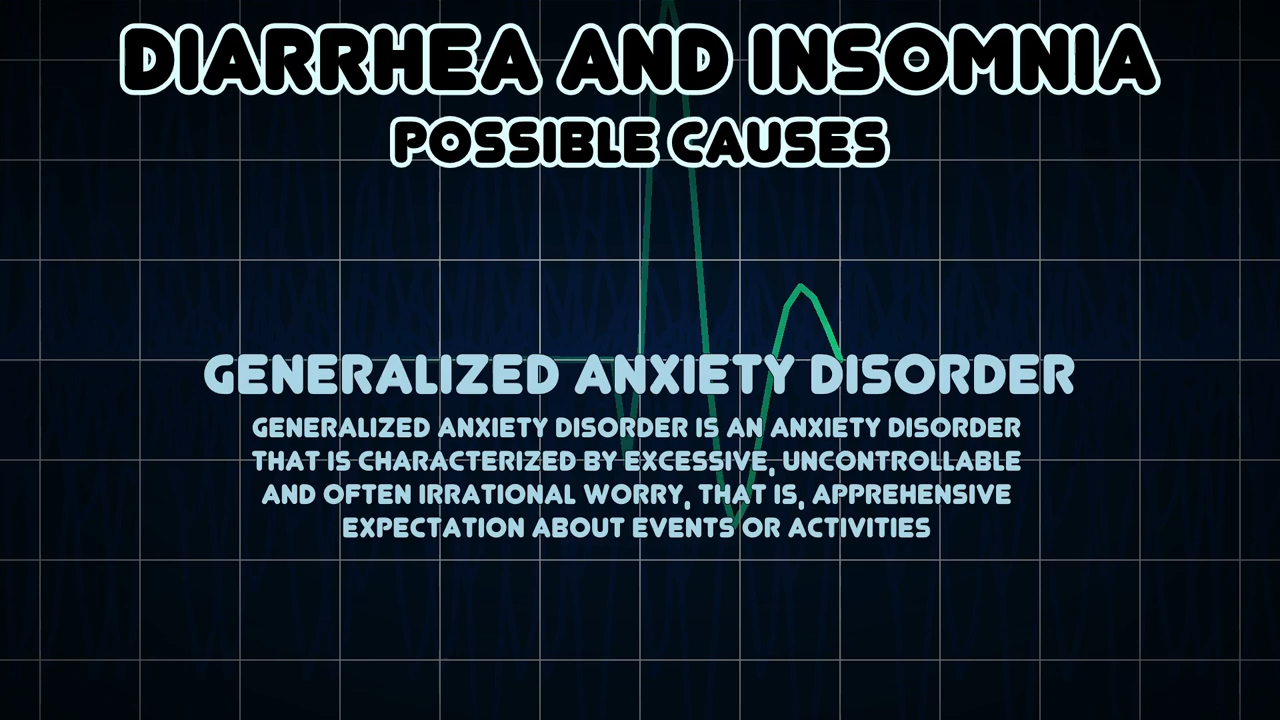 DIARRHEA AND INSOMNIA
POSSIBLE CAUSES
GENERALIZED ANXIETY DISORDER
GENERALIZED ANXIETY DISORDER IS AN ANXIETY DISORDER
THAT IS CHARACTERIZED BY EXCESSIVE, UNCONTROLLABLE
AND OFTEN IRRATIONAL WORRY, THAT IS, APPREHENSIVE
EXPECTATION ABOUT EVENTS OR ACTIVITIES